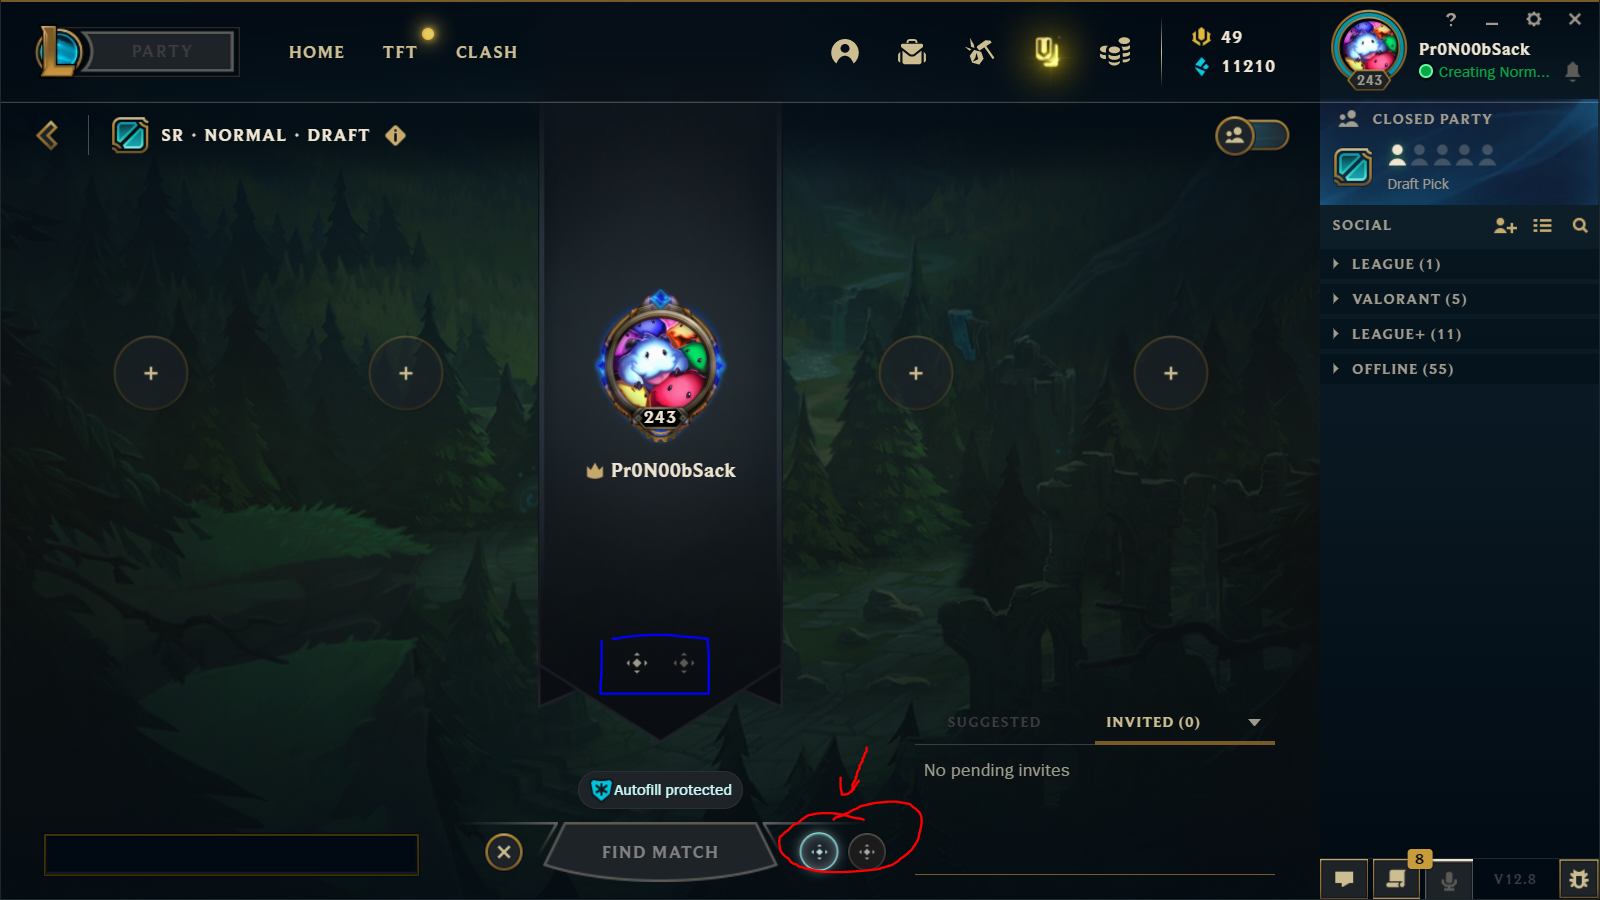 PARTY
HOME
TFT
CLASH
49
11210
?
Pr0N00bSack
Creating Norm...
243
SR • NORMAL • DRAFT
CLOSED PARTY
Draft Pick
SOCIAL
LEAGUE (1)
VALORANT (5)
LEAGUE+ (11)
OFFLINE (55)
243
Pr0N00bSack
SUGGESTED
INVITED (0)
No pending invites
Autofill protected
FIND MATCH
8
V12.8